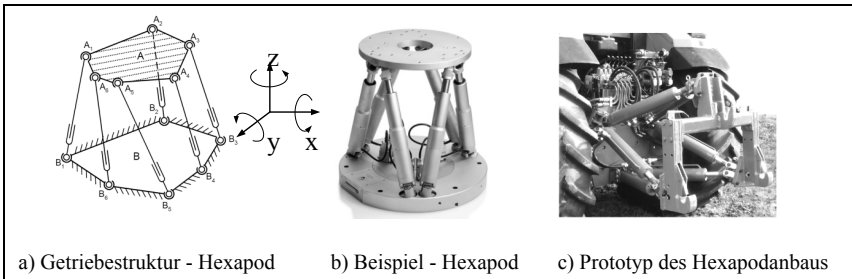 A₂
A₁
A₃
A
A₄
A₆
A₅
B₂
B₁
B
B₃
B₄
B₆
B₅
z
y
x
a) Getriebestruktur - Hexapod
b) Beispiel - Hexapod
c) Prototyp des Hexapodanbaus